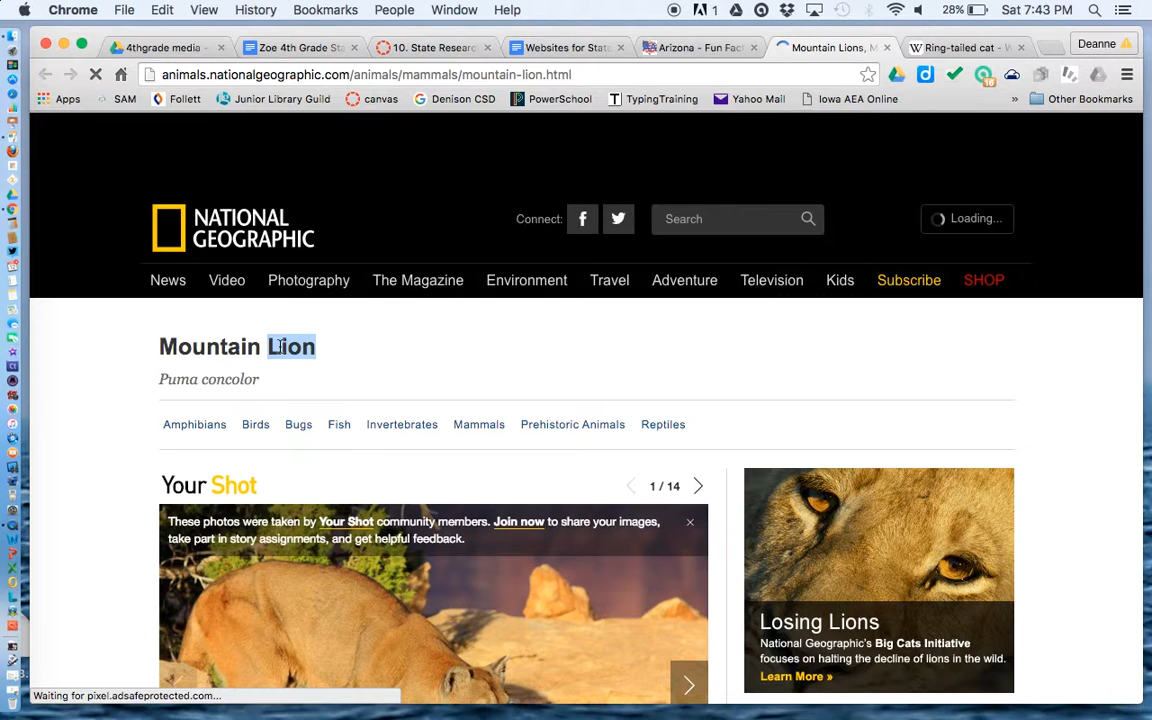 Chrome File Edit View History Bookmarks People Window Help 1 28% Sat 7:43 PM
4thgrade media - Zoe 4th Grade Sta 10. State Researc Websites for State Arizona - Fun Fact Mountain Lions, M Ring-tailed cat - W Deanne
animals.nationalgeographic.com/animals/mammals/mountain-lion.html
Apps SAM Follett Junior Library Guild canvas Denison CSD PowerSchool TypingTraining Yahoo Mail Iowa AEA Online » Other Bookmarks
NATIONAL
GEOGRAPHIC
Connect: Search Loading...
News Video Photography The Magazine Environment Travel Adventure Television Kids Subscribe SHOP
Mountain Lion
Puma concolor
Amphibians Birds Bugs Fish Invertebrates Mammals Prehistoric Animals Reptiles
Your Shot 1 / 14
These photos were taken by Your Shot community members. Join now to share your images,
take part in story assignments, and get helpful feedback.
Losing Lions
National Geographic's Big Cats Initiative
focuses on halting the decline of lions in the wild.
Learn More »
Waiting for pixel.adsafeprotected.com...